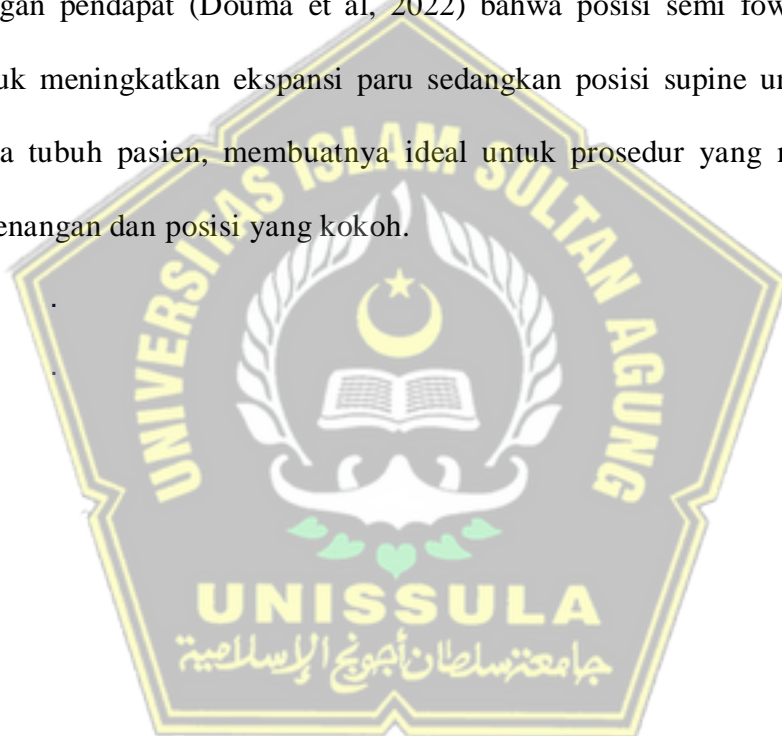 ngan pendapat (Douma et al, 2022) bahwa posisi semi fow
uk meningkatkan ekspansi paru sedangkan posisi supine un
a tubuh pasien, membuatnya ideal untuk prosedur yang
enangan dan posisi yang kokoh.
UNIVERSITAS ISLAM SULTAN AGUNG
UNISSULA
جامعة سلطان أجونج الإسلامية